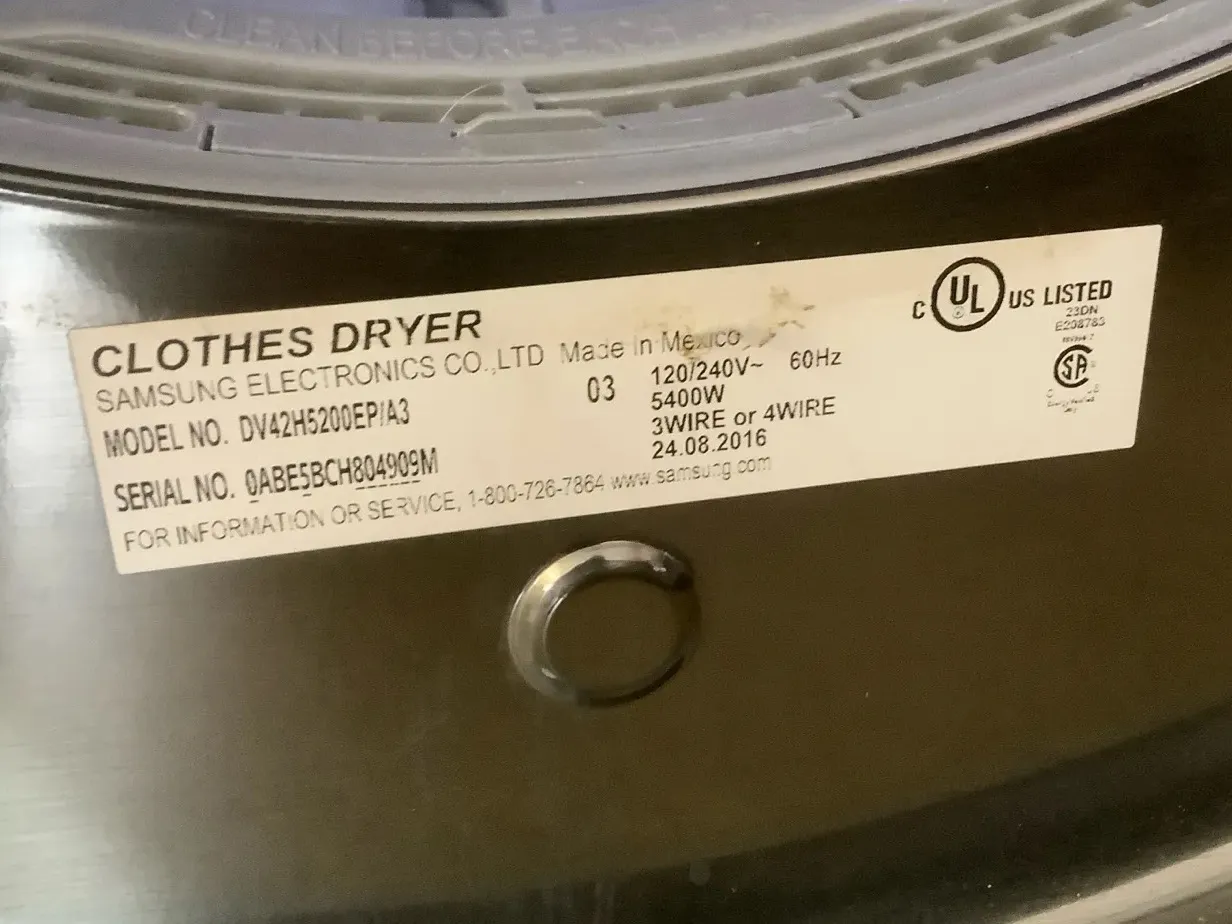 CLEAN BEFORE EACH
CLOTHES DRYER
SAMSUNG ELECTRONICS CO.,LTD Made in Mexico
MODEL NO. DV42H5200EP/A3
SERIAL NO. 0ABE5BCH804909M
FOR INFORMATION OR SERVICE, 1-800-726-7864 www.samsung.com
03
120/240V~ 60Hz
5400W
3WIRE or 4WIRE
24.08.2016
C UL US LISTED
23DN
E208783
SA